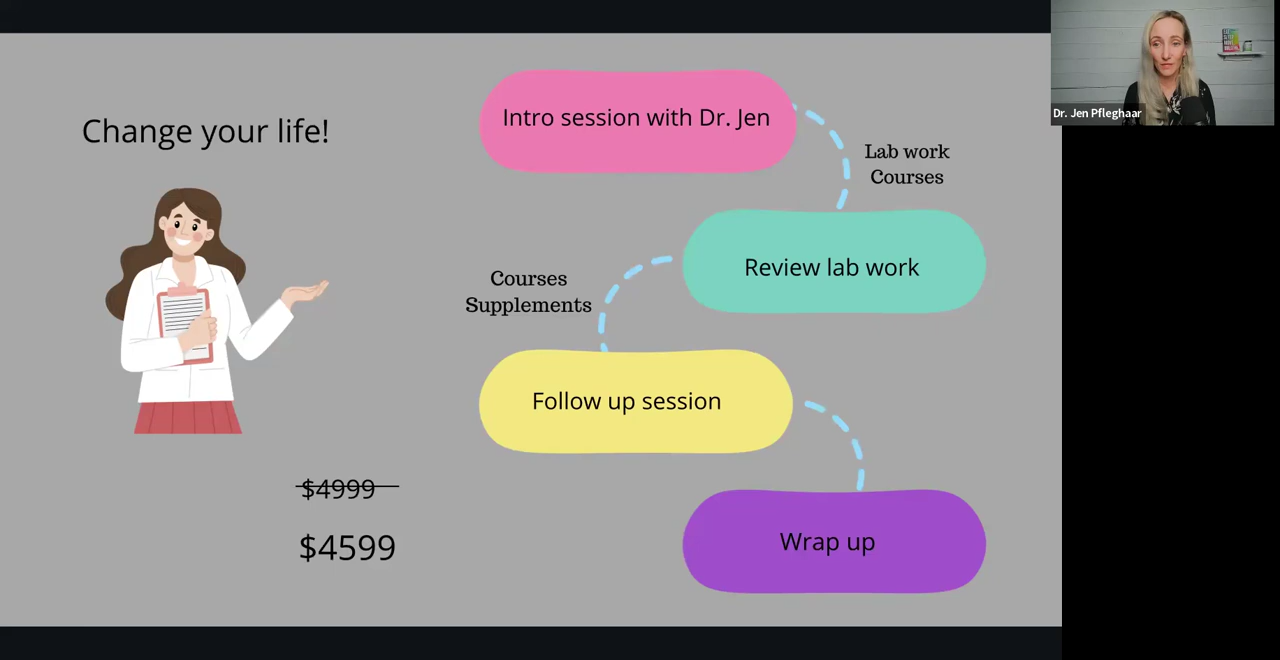 Change your life!
Intro session with Dr. Jen
Lab work
Courses
Review lab work
Courses
Supplements
Follow up session
Wrap up
$4999
$4599
Dr. Jen Pfleghaar